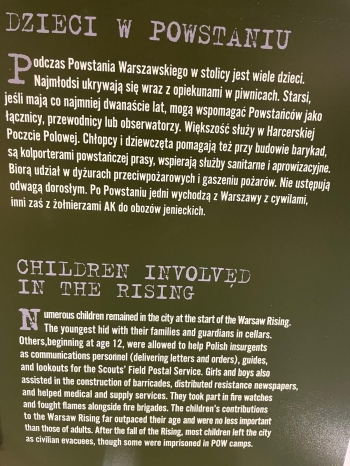 DZIECI W POWSTANIU
Podczas Powstania Warszawskiego w stolicy jest wiele dzieci.
Najmłodsi ukrywają się wraz z opiekunami w piwnicach. Starsi,
jeśli mają co najmniej dwanaście lat, mogą wspomagać Powstańców jako
łącznicy, przewodnicy lub obserwatorzy. Większość służy w Harcerskiej
Poczcie Polowej. Chłopcy i dziewczęta pomagają też przy budowie barykad,
są kolporterami powstańczej prasy, wspierają służby sanitarne i aprowizacyjne.
Biorą udział w dyżurach przeciwpożarowych i gaszeniu pożarów. Nie ustępują
odwagą dorosłym. Po Powstaniu jedni wychodzą z Warszawy z cywilami,
inni zaś z żołnierzami AK do obozów jenieckich.
CHILDREN INVOLVED
IN THE RISING
Numerous children remained in the city at the start of the Warsaw Rising.
The youngest hid with their families and guardians in cellars.
Others,beginning at age 12, were allowed to help Polish insurgents
as communications personnel (delivering letters and orders), guides,
and lookouts for the Scouts' Field Postal Service. Girls and boys also
assisted in the construction of barricades, distributed resistance newspapers,
and helped medical and supply services. They took part in fire watches
and fought flames alongside fire brigades. The children's contributions
to the Warsaw Rising far outpaced their age and were no less important
than those of adults. After the fall of the Rising, most children left the city
as civilian evacuees, though some were imprisoned in POW camps.